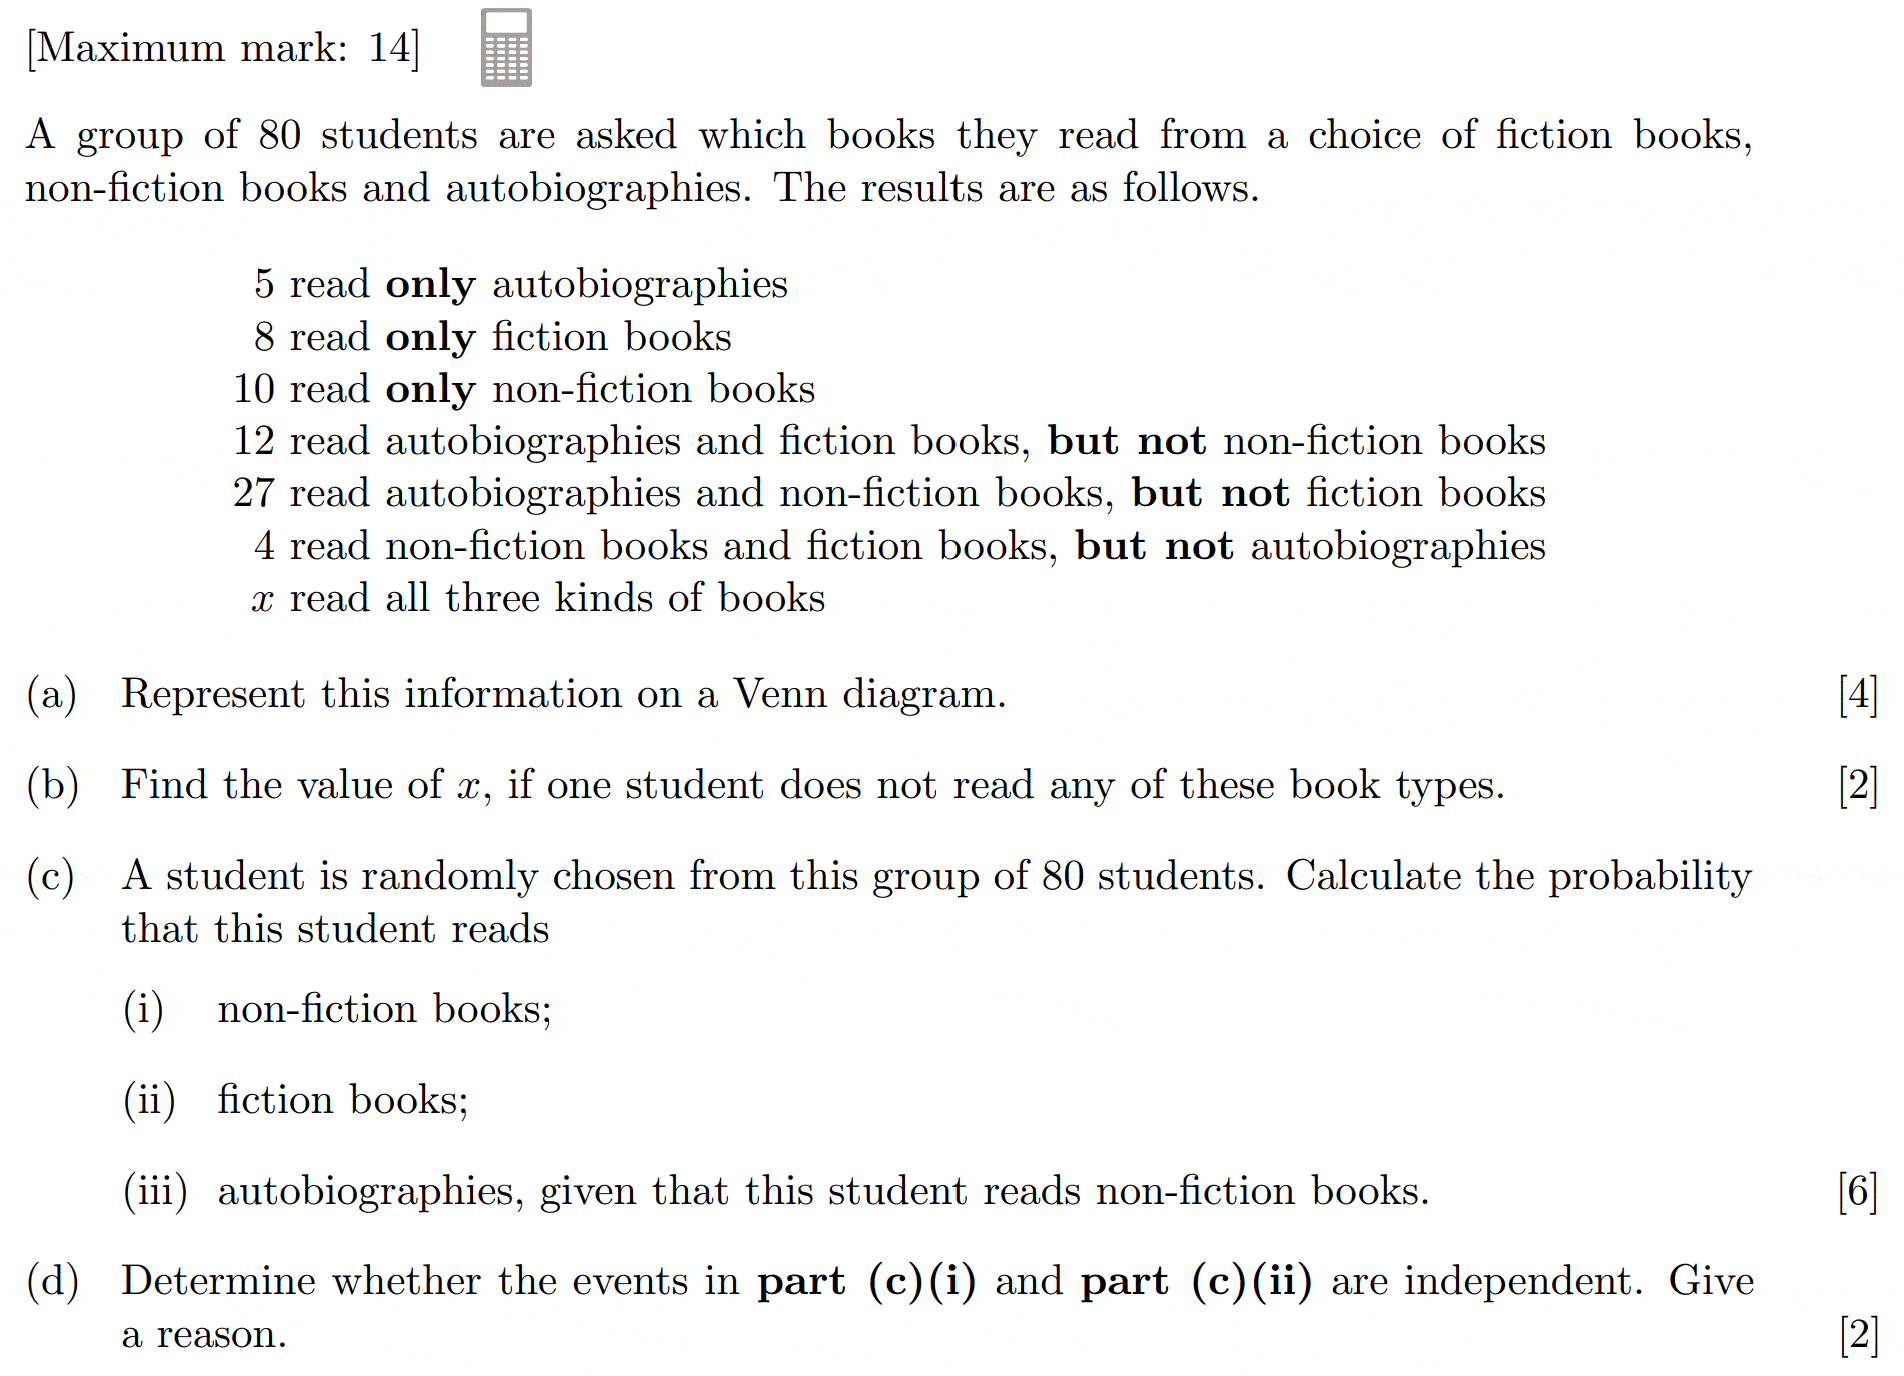 [Maximum mark: 14]
A group of 80 students are asked which books they read from a choice of fiction books,
non-fiction books and autobiographies. The results are as follows.
5 read only autobiographies
8 read only fiction books
10 read only non-fiction books
12 read autobiographies and fiction books, but not non-fiction books
27 read autobiographies and non-fiction books, but not fiction books
4 read non-fiction books and fiction books, but not autobiographies
x read all three kinds of books
(a) Represent this information on a Venn diagram. [4]
(b) Find the value of x, if one student does not read any of these book types. [2]
(c) A student is randomly chosen from this group of 80 students. Calculate the probability
that this student reads
(i) non-fiction books;
(ii) fiction books;
(iii) autobiographies, given that this student reads non-fiction books. [6]
(d) Determine whether the events in part (c)(i) and part (c)(ii) are independent. Give
a reason. [2]